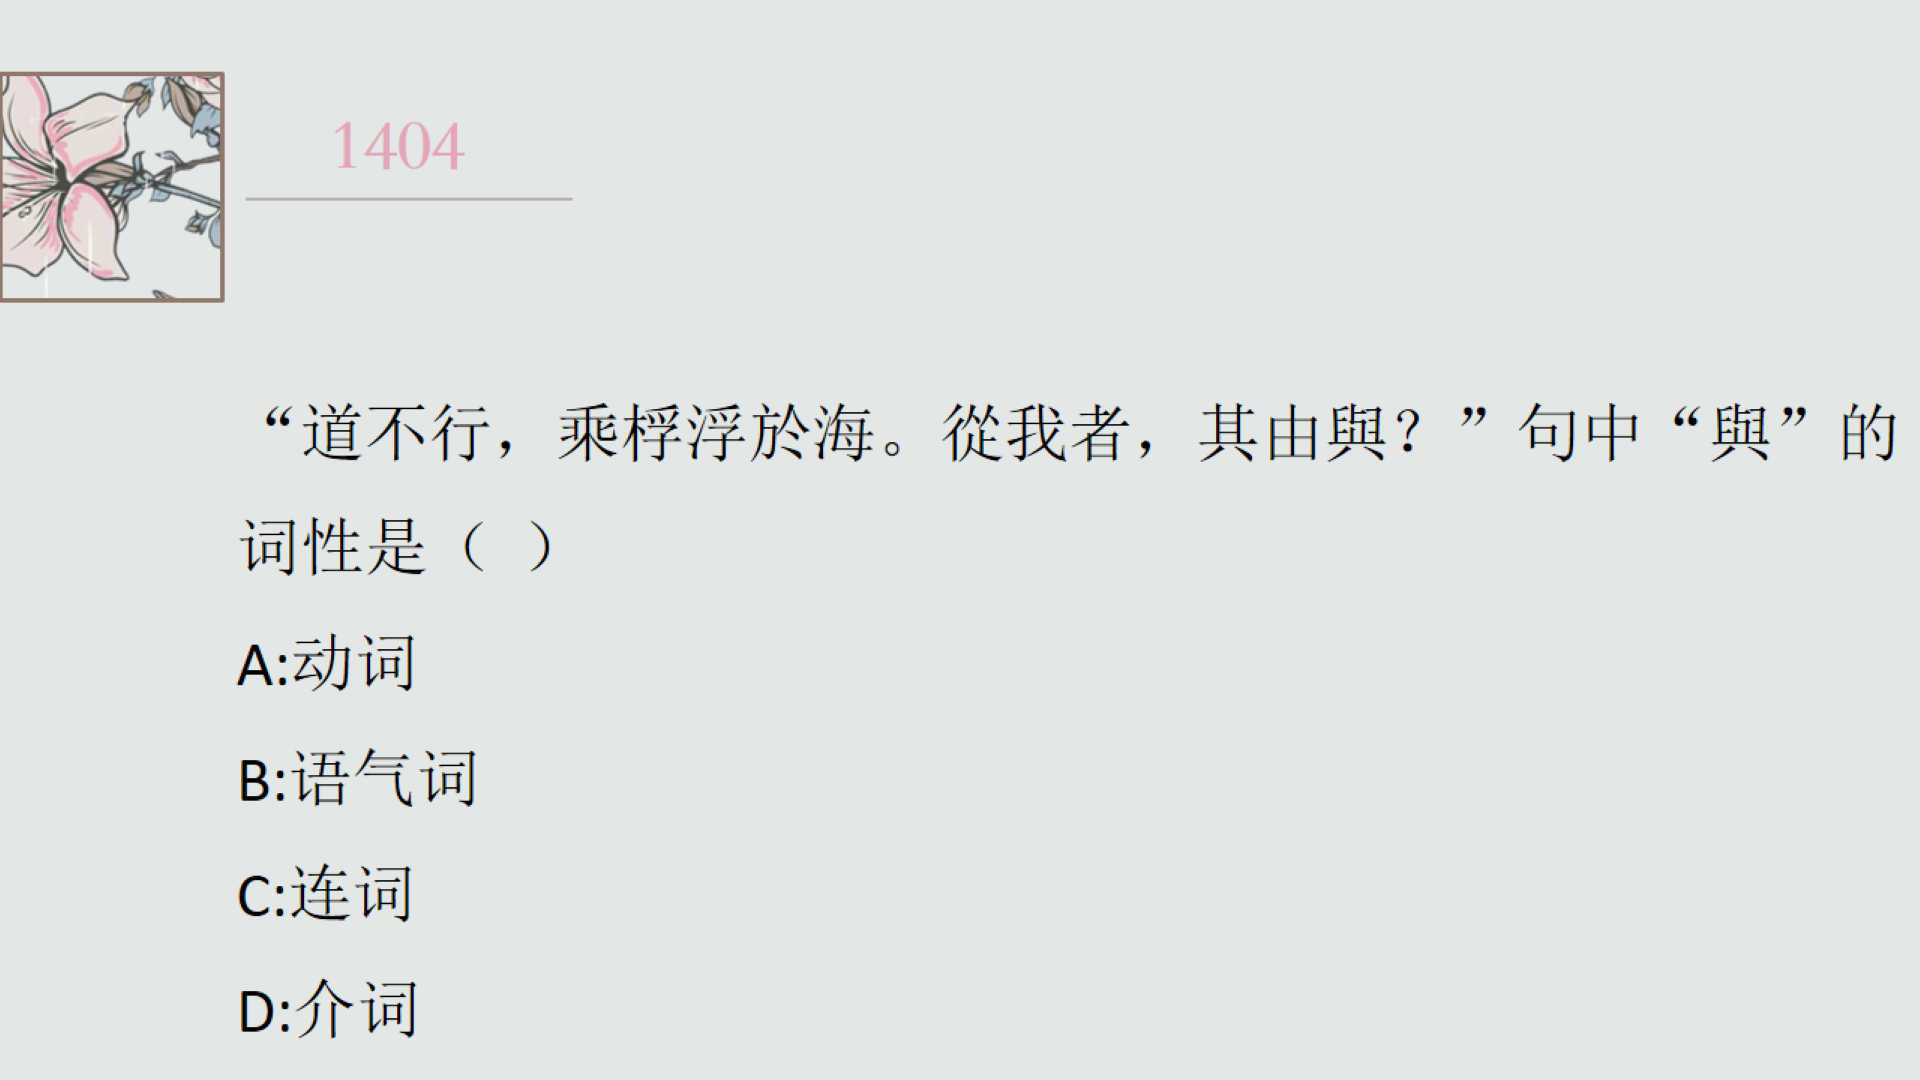 1404
“道不行，乘桴浮於海。從我者，其由與？”句中“與”的
词性是（ ）
A:动词
B:语气词
C:连词
D:介词